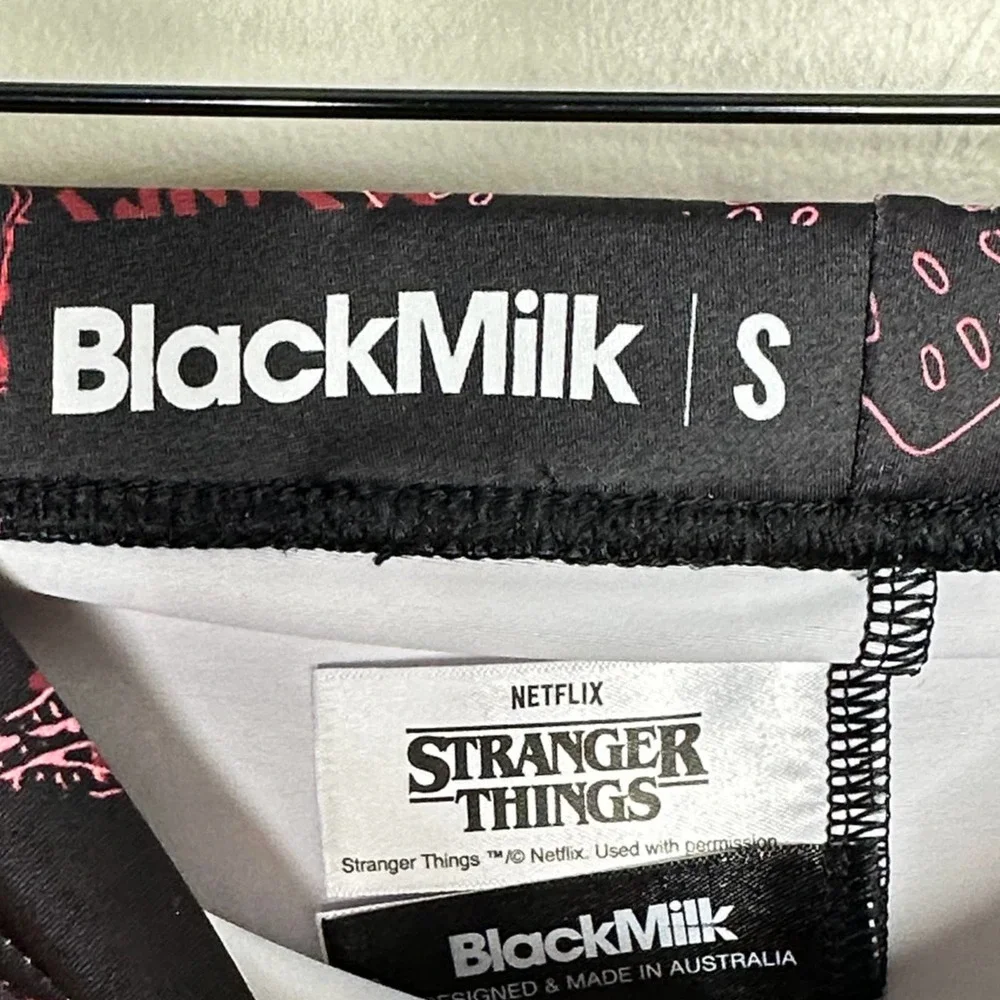 BlackMilk | S
NETFLIX
STRANGER
THINGS
Stranger Things ™/© Netflix. Used with permission
BlackMilk
DESIGNED & MADE IN AUSTRALIA